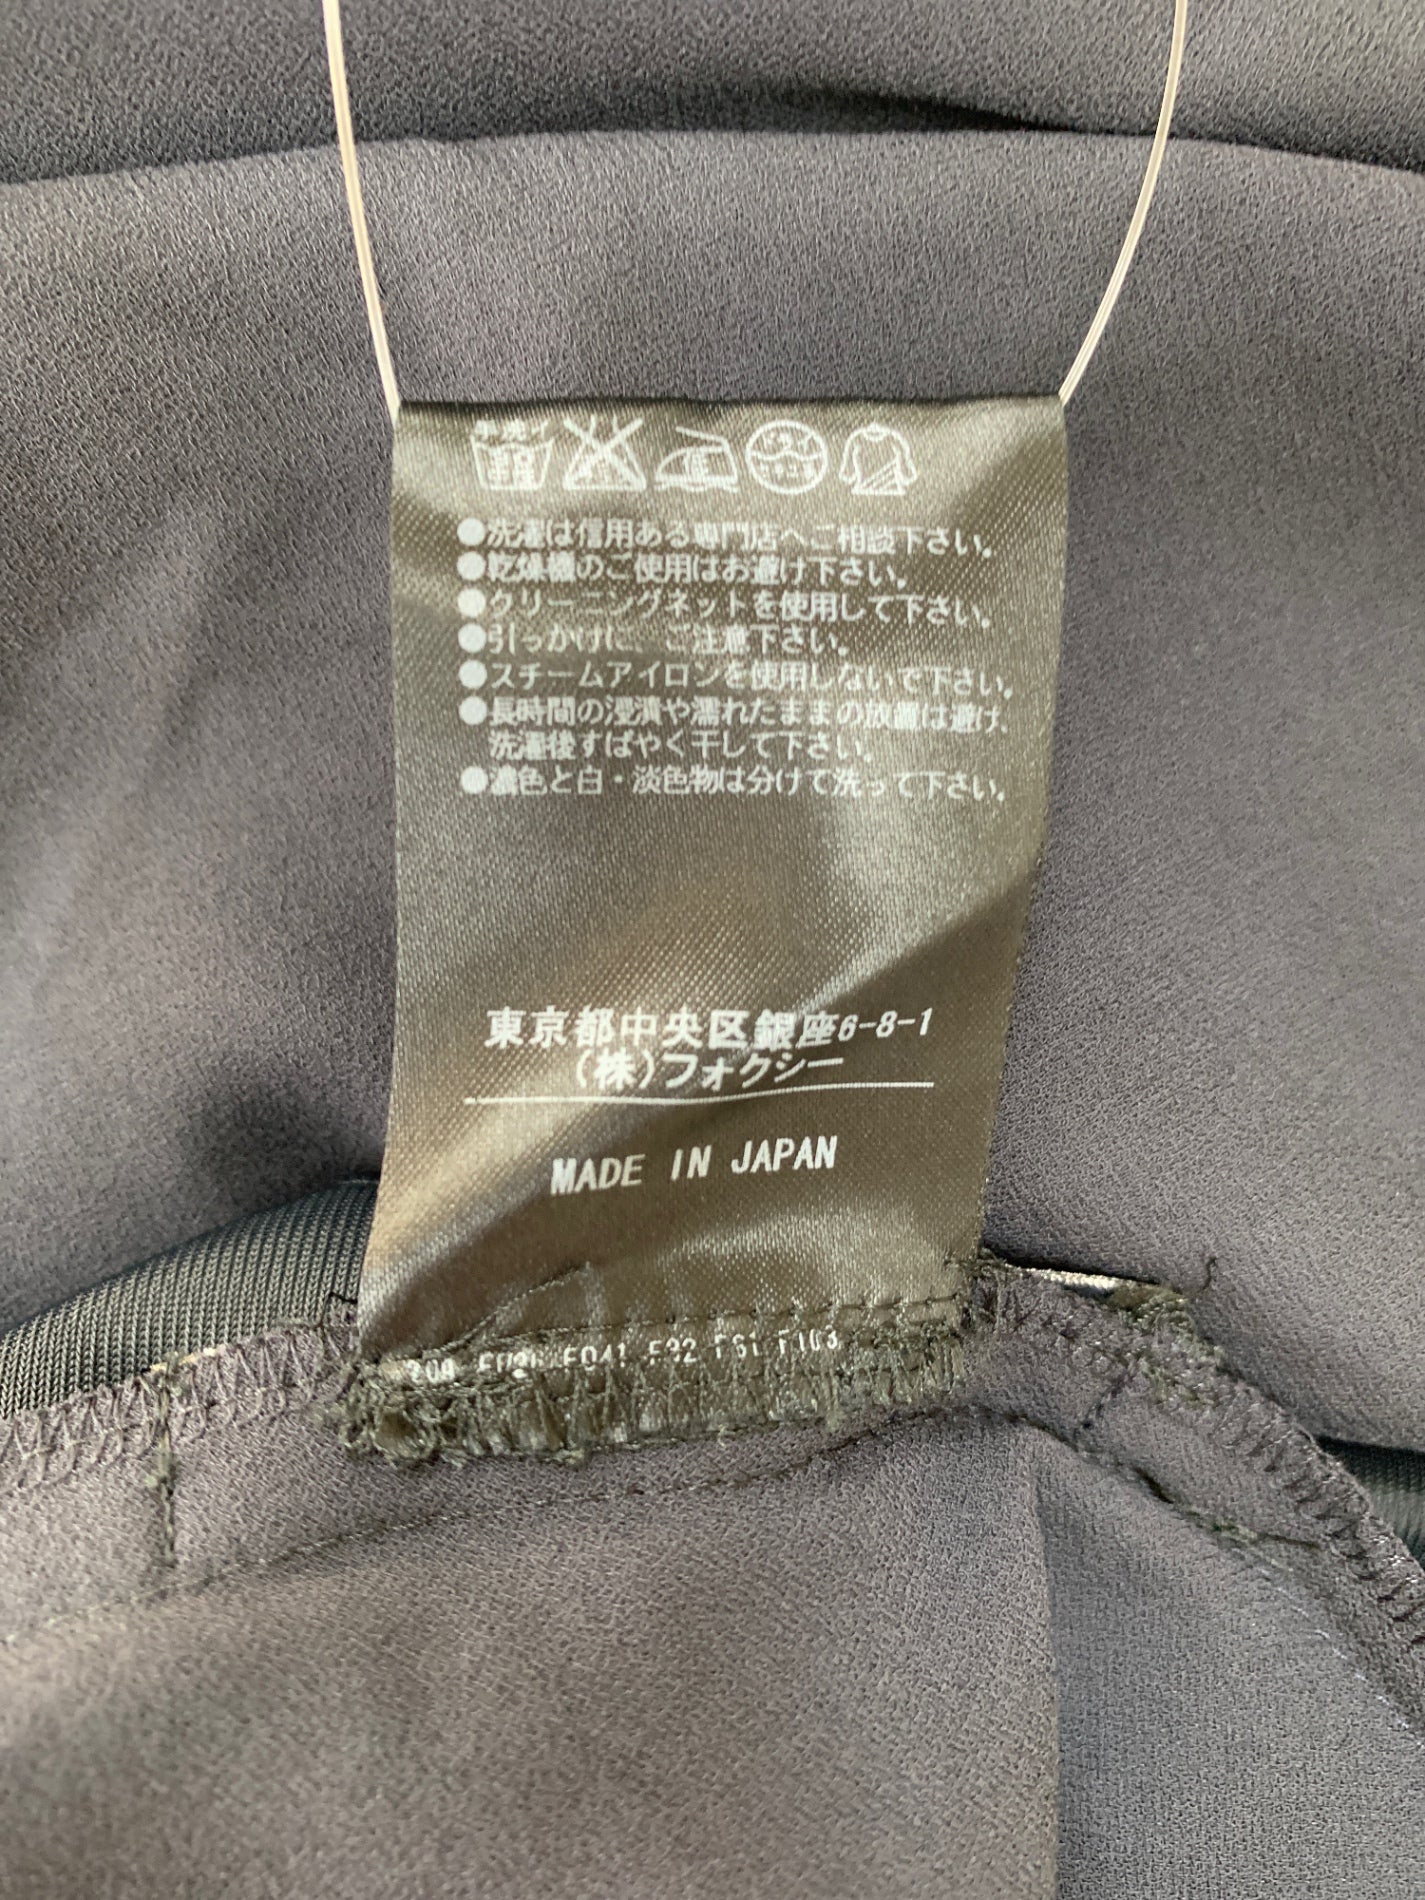 ●洗濯は信用ある専門店へご相談下さい。
●乾燥機のご使用はお避け下さい。
●クリーニングネットを使用して下さい。
●引っかけに、ご注意下さい。
●スチームアイロンを使用しないで下さい。
●長時間の浸漬や濡れたままの放置は避け、
洗濯後すばやく干して下さい。
●濃色と白・淡色物は分けて洗って下さい。
東京都中央区銀座6-8-1
(株)フォクシー
MADE IN JAPAN
F041 F32 F61 F103